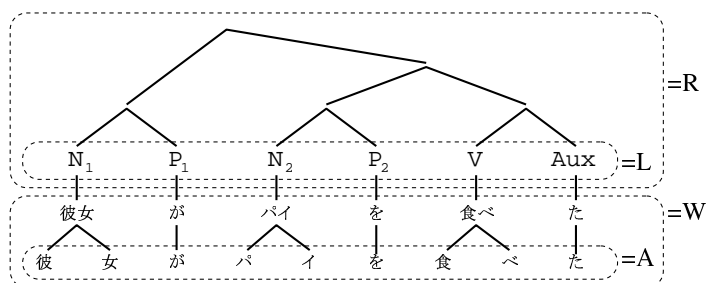 =R
N₁ P₁ N₂ P₂ V Aux =L
彼女 が パイ を 食べ た =W
彼 女 が パ イ を 食 べ た =A